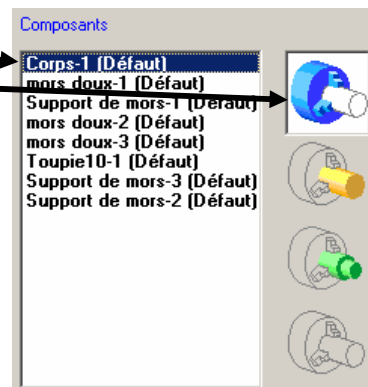 Composants
Corps-1 (Défaut)
mors doux-1 (Défaut)
Support de mors-1 (Défaut)
mors doux-2 (Défaut)
mors doux-3 (Défaut)
Toupie10-1 (Défaut)
Support de mors-3 (Défaut)
Support de mors-2 (Défaut)